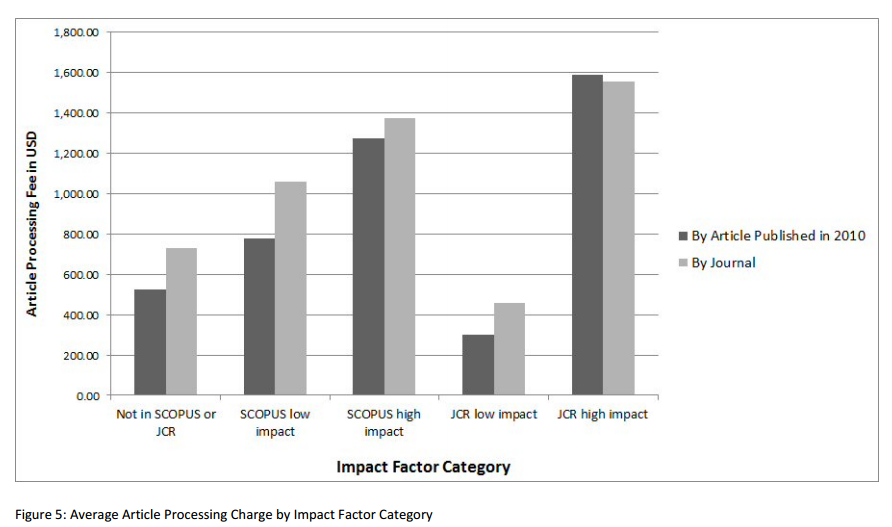 1,800.00
1,600.00
1,400.00
1,200.00
1,000.00
800.00
600.00
400.00
200.00
0.00
Article Processing Fee in USD
Not in SCOPUS or
JCR
SCOPUS low
impact
SCOPUS high
impact
JCR low impact
JCR high impact
Impact Factor Category
By Article Published in 2010
By Journal
Figure 5: Average Article Processing Charge by Impact Factor Category